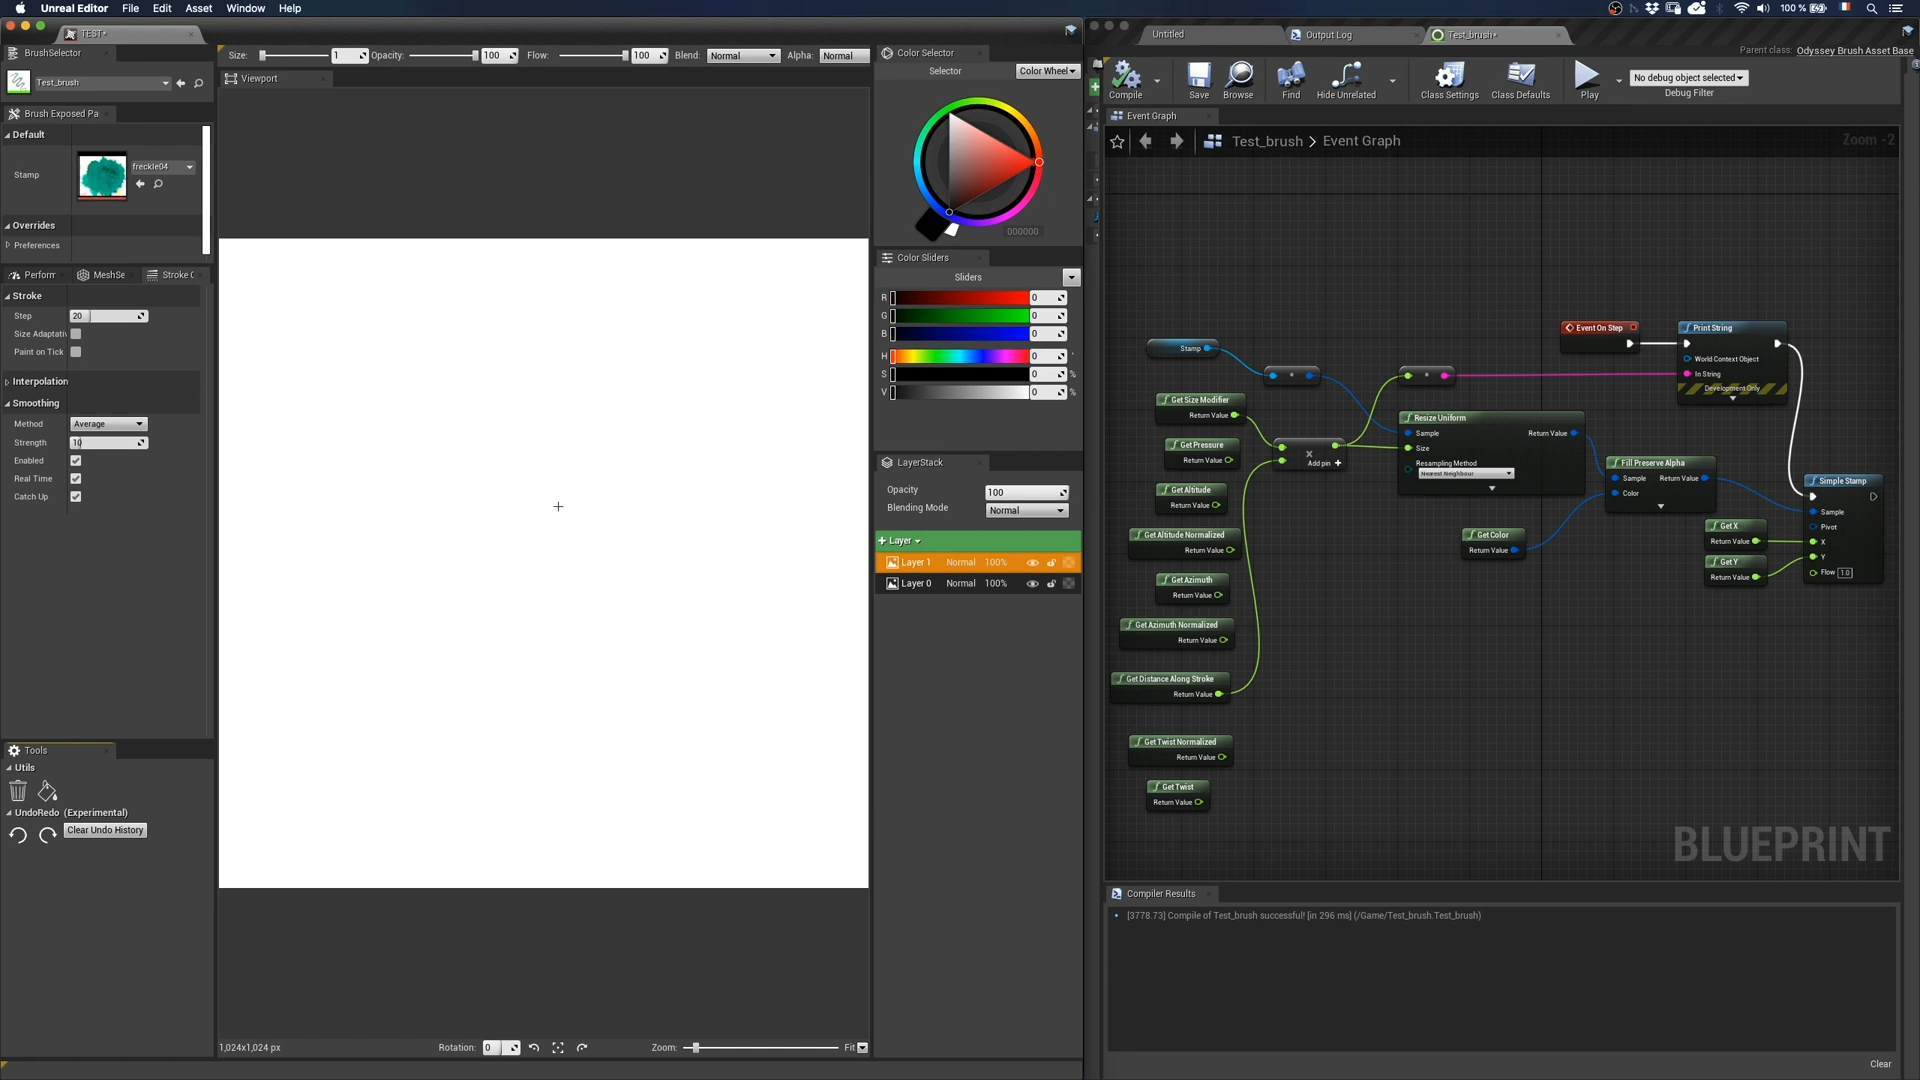 Unreal Editor File Edit Asset Window Help
100 %
TEST*
BrushSelector
Test_brush
Brush Exposed Pa
Default
Stamp
freckle04
Overrides
Preferences
Perform
MeshSe
Stroke C
Stroke
Step 20
Size Adaptativ
Paint on Tick
Interpolation
Smoothing
Method Average
Strength 10
Enabled
Real Time
Catch Up
Tools
Utils
UndoRedo (Experimental)
Clear Undo History
Size: 1 Opacity: 100 Flow: 100 Blend: Normal Alpha: Normal
Viewport
1,024x1,024 px
Rotation: 0
Zoom:
Fit
Color Selector
Selector
Color Wheel
000000
Color Sliders
Sliders
R 0
G 0
B 0
H 0 °
S 0 %
V 0 %
LayerStack
Opacity 100
Blending Mode Normal
+ Layer
Layer 1 Normal 100%
Layer 0 Normal 100%
Untitled
Output Log
Test_brush*
Parent class: Odyssey Brush Asset Base
Compile
Save
Browse
Find
Hide Unrelated
Class Settings
Class Defaults
Play
No debug object selected
Debug Filter
Event Graph
Test_brush > Event Graph
Zoom -2
Event On Step
Print String
World Context Object
In String
Development Only
Stamp
Get Size Modifier
Return Value
Get Pressure
Return Value
Add pin +
Resize Uniform
Sample
Return Value
Size
Resampling Method
Nearest Neighbour
Fill Preserve Alpha
Sample
Return Value
Color
Simple Stamp
Sample
Pivot
X
Y
Flow 1.0
Get X
Return Value
Get Y
Return Value
Get Color
Return Value
Get Altitude
Return Value
Get Altitude Normalized
Return Value
Get Azimuth
Return Value
Get Azimuth Normalized
Return Value
Get Distance Along Stroke
Return Value
Get Twist Normalized
Return Value
Get Twist
Return Value
BLUEPRINT
Compiler Results
[3778.73] Compile of Test_brush successful! [in 296 ms] (/Game/Test_brush.Test_brush)
Clear